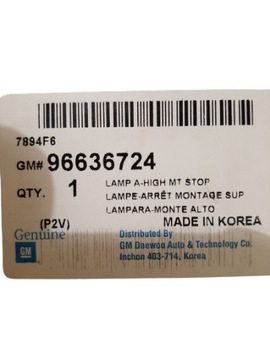 7894F6
GM# 96636724
QTY. 1 LAMP A-HIGH MT STOP
LAMPE-ARRÊT MONTAGE SUP
LAMPARA-MONTE ALTO
(P2V) MADE IN KOREA
Genuine
GM
Distributed By
GM Daewoo Auto & Technology Co.
Inchon 403-714, Korea